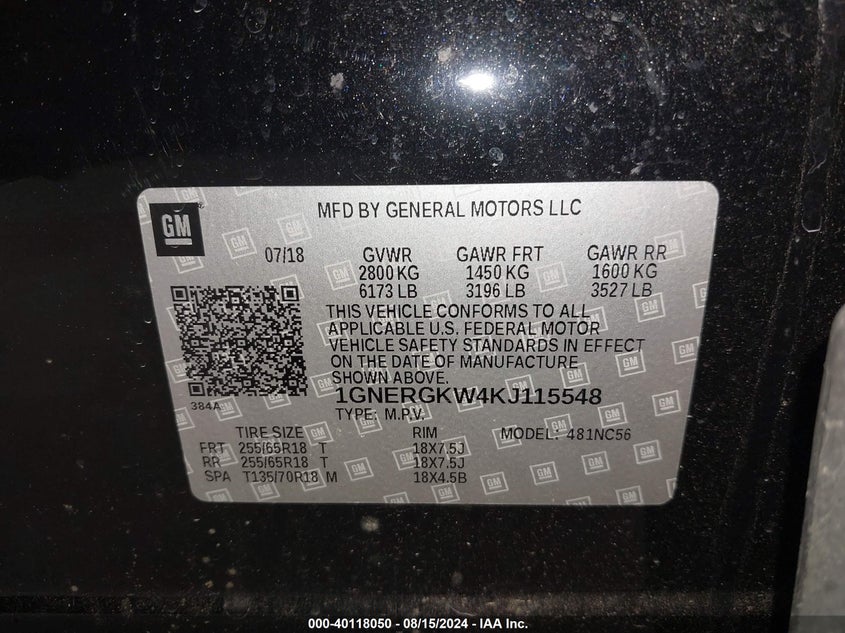 GM
MFD BY GENERAL MOTORS LLC
07/18 GVWR GAWR FRT GAWR RR
2800 KG 1450 KG 1600 KG
6173 LB 3196 LB 3527 LB
THIS VEHICLE CONFORMS TO ALL
APPLICABLE U.S. FEDERAL MOTOR
VEHICLE SAFETY STANDARDS IN EFFECT
ON THE DATE OF MANUFACTURE
SHOWN ABOVE.
384A
1GNERGKW4KJ115548
TYPE: M.P.V.
TIRE SIZE RIM MODEL: 481NC56
FRT 255/65R18 T 18X7.5J
RR 255/65R18 T 18X7.5J
SPA T135/70R18 M 18X4.5B
000-40118050 - 08/15/2024 - IAA Inc.